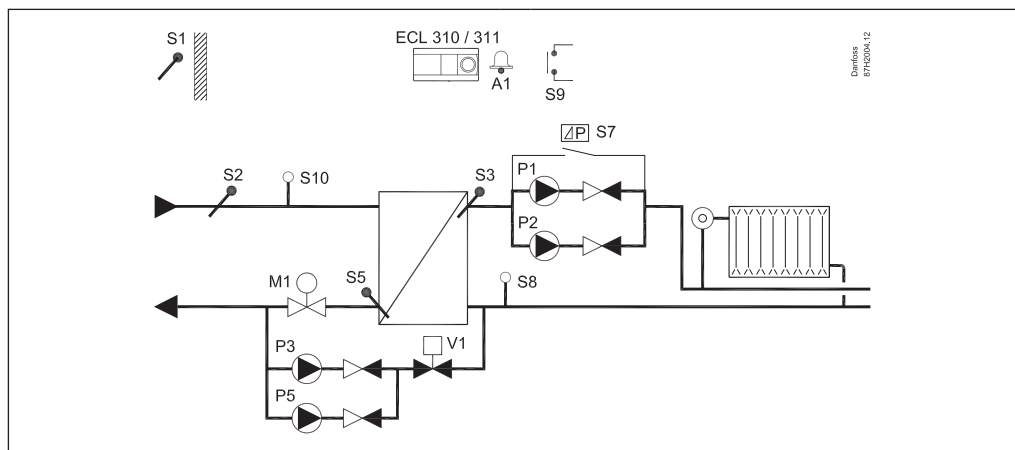 S1
ECL 310 / 311
A1
S9
Danfoss
87H2004.12
⊿P S7
S2
S10
S3
P1
P2
M1
S5
S8
P3
V1
P5